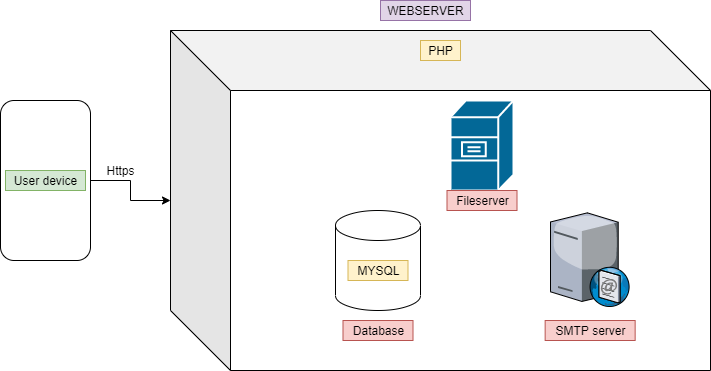 WEBSERVER
PHP
Https
User device
Fileserver
MYSQL
Database
SMTP server